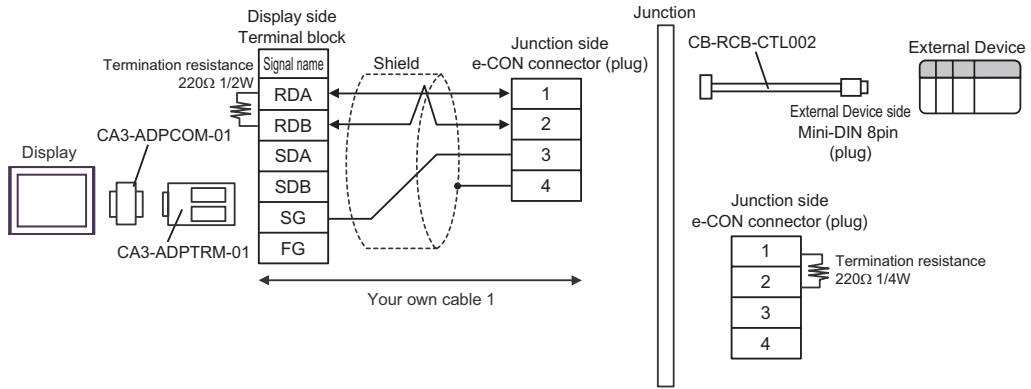 Display side
Terminal block
Junction
Junction side
e-CON connector (plug)
CB-RCB-CTL002
External Device
Termination resistance
220Ω 1/2W
Signal name
Shield
RDA
RDB
SDA
SDB
SG
FG
1
2
3
4
External Device side
Mini-DIN 8pin
(plug)
CA3-ADPCOM-01
Display
CA3-ADPTRM-01
Your own cable 1
Junction side
e-CON connector (plug)
1
2
3
4
Termination resistance
220Ω 1/4W